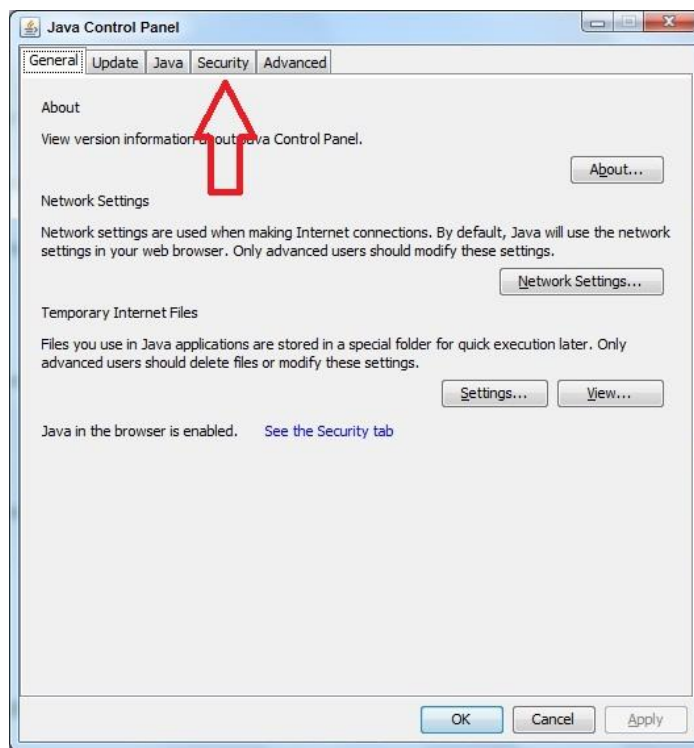 Java Control Panel
General Update Java Security Advanced
About
View version information about Java Control Panel.
About...
Network Settings
Network settings are used when making Internet connections. By default, Java will use the network
settings in your web browser. Only advanced users should modify these settings.
Network Settings...
Temporary Internet Files
Files you use in Java applications are stored in a special folder for quick execution later. Only
advanced users should delete files or modify these settings.
Settings... View...
Java in the browser is enabled. See the Security tab
OK Cancel Apply